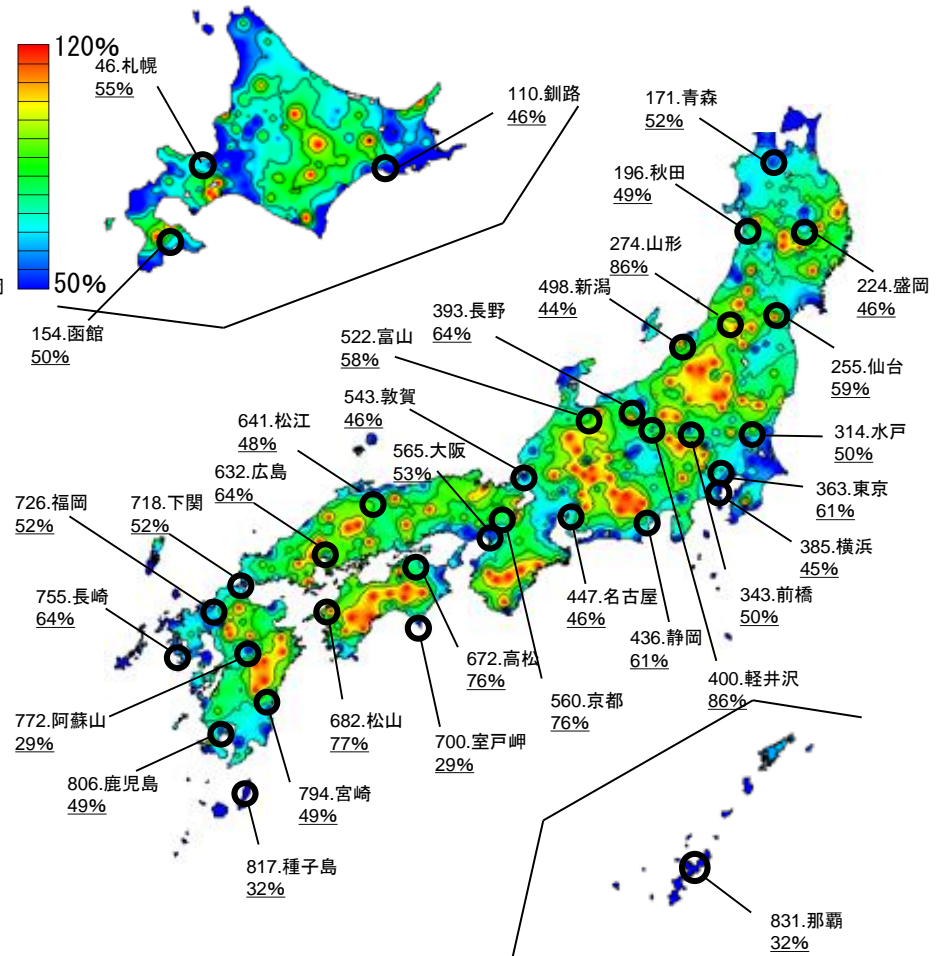 120%
46.札幌
55%
110.釧路
46%
171.青森
52%
196.秋田
49%
274.山形
86%
50%
498.新潟
44%
393.長野
64%
224.盛岡
46%
154.函館
50%
522.富山
58%
255.仙台
59%
543.敦賀
46%
641.松江
48%
565.大阪
53%
314.水戸
50%
632.広島
64%
726.福岡
52%
718.下関
52%
363.東京
61%
385.横浜
45%
755.長崎
64%
447.名古屋
46%
343.前橋
50%
436.静岡
61%
672.高松
76%
400.軽井沢
86%
772.阿蘇山
29%
682.松山
77%
560.京都
76%
700.室戸岬
29%
806.鹿児島
49%
794.宮崎
49%
817.種子島
32%
831.那覇
32%